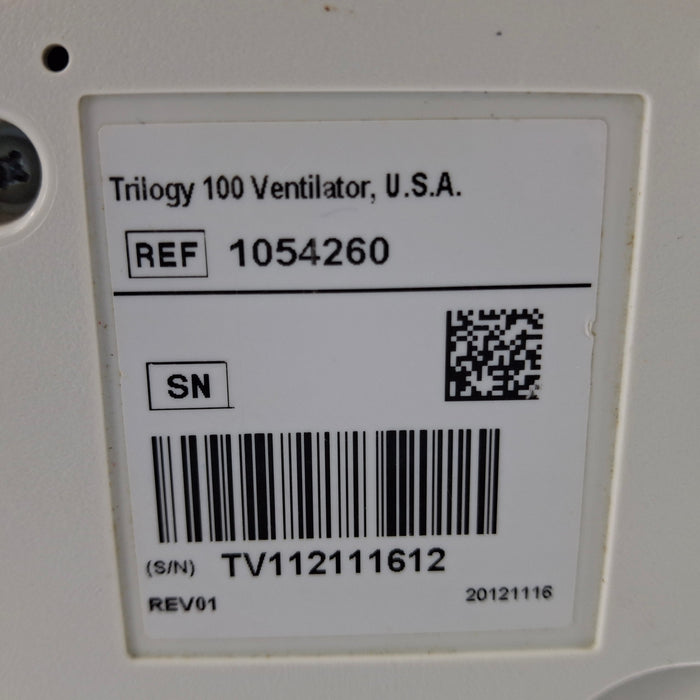 Trilogy 100 Ventilator, U.S.A.
REF 1054260
SN
(S/N) TV112111612
REV01 20121116